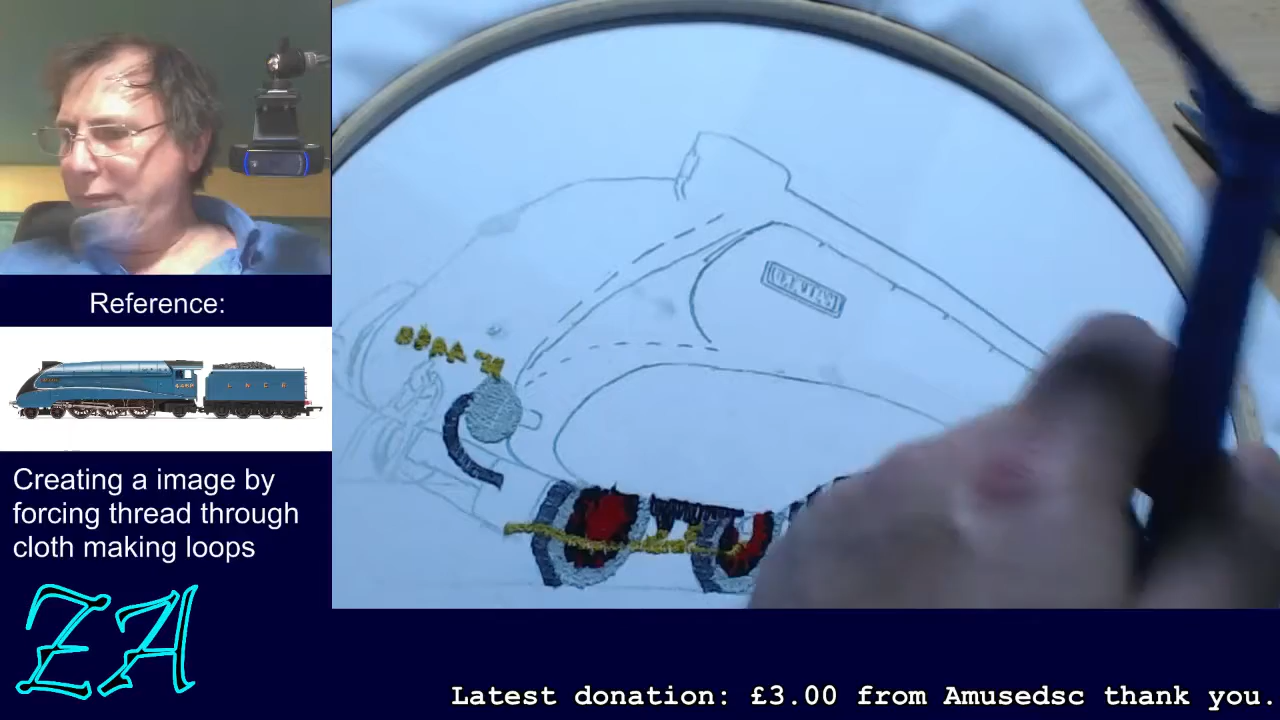 Reference:
Creating a image by
forcing thread through
cloth making loops
ZA
Latest donation: £3.00 from Amusedsc thank you.